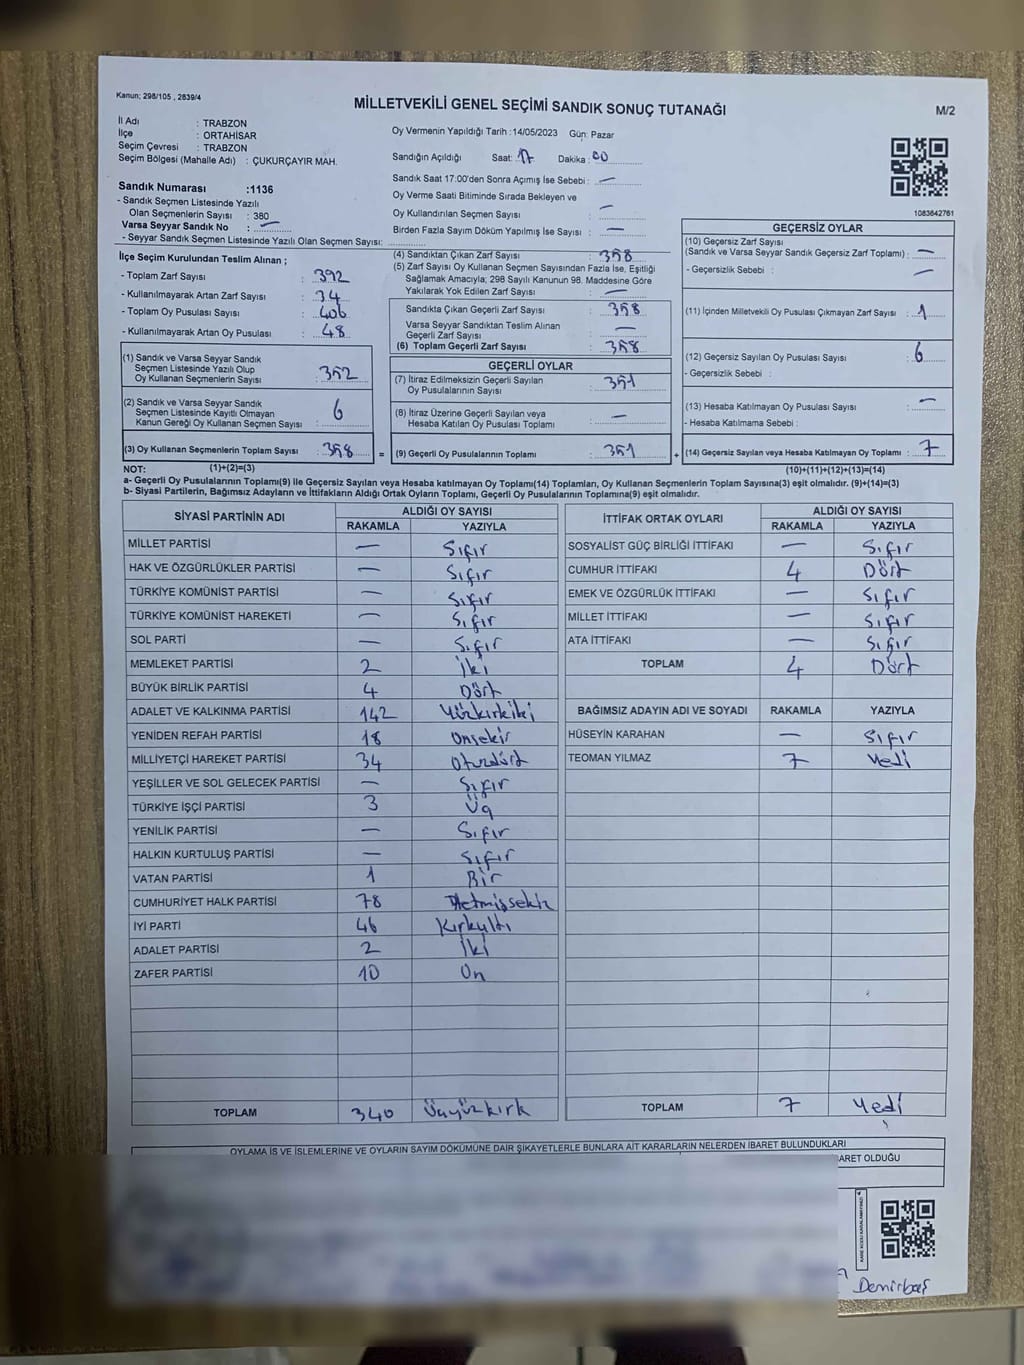 Kanun; 298/105 , 2839/4
MİLLETVEKİLİ GENEL SEÇİMİ SANDIK SONUÇ TUTANAĞI
M/2
İl Adı : TRABZON
İlçe : ORTAHİSAR
Seçim Çevresi : TRABZON
Seçim Bölgesi (Mahalle Adı) : ÇUKURÇAYIR MAH.
Oy Vermenin Yapıldığı Tarih :14/05/2023 Gün: Pazar
Sandığın Açıldığı Saat: 17 Dakika: 00
Sandık Saat 17:00'den Sonra Açımış İse Sebebi : —
Oy Verme Saati Bitiminde Sırada Bekleyen ve
Oy Kullandırılan Seçmen Sayısı : —
Birden Fazla Sayım Döküm Yapılmış İse Sayısı : —
1083642761
Sandık Numarası :1136
- Sandık Seçmen Listesinde Yazılı
Olan Seçmenlerin Sayısı : 380
Varsa Seyyar Sandık No : —
- Seyyar Sandık Seçmen Listesinde Yazılı Olan Seçmen Sayısı:
İlçe Seçim Kurulundan Teslim Alınan ;
- Toplam Zarf Sayısı : 392
- Kullanılmayarak Artan Zarf Sayısı : 34
- Toplam Oy Pusulası Sayısı : 406
- Kullanılmayarak Artan Oy Pusulası : 48
(1) Sandık ve Varsa Seyyar Sandık
Seçmen Listesinde Yazılı Olup
Oy Kullanan Seçmenlerin Sayısı : 352
(2) Sandık ve Varsa Seyyar Sandık
Seçmen Listesinde Kayıtlı Olmayan
Kanun Gereği Oy Kullanan Seçmen Sayısı : 6
(3) Oy Kullanan Seçmenlerin Toplam Sayısı : 358 =
(4) Sandıktan Çıkan Zarf Sayısı : 358
(5) Zarf Sayısı Oy Kullanan Seçmen Sayısından Fazla İse, Eşitliği
Sağlamak Amacıyla; 298 Sayılı Kanunun 98. Maddesine Göre
Yakılarak Yok Edilen Zarf Sayısı : —
Sandıkta Çıkan Geçerli Zarf Sayısı : 358
Varsa Seyyar Sandıktan Teslim Alınan
Geçerli Zarf Sayısı : —
(6) Toplam Geçerli Zarf Sayısı : 358
GEÇERLİ OYLAR
(7) İtiraz Edilmeksizin Geçerli Sayılan
Oy Pusulalarının Sayısı : 351
(8) İtiraz Üzerine Geçerli Sayılan veya
Hesaba Katılan Oy Pusulası Toplamı : —
(9) Geçerli Oy Pusulalarının Toplamı : 351 +
GEÇERSİZ OYLAR
(10) Geçersiz Zarf Sayısı
(Sandık ve Varsa Seyyar Sandık Geçersiz Zarf Toplamı) : —
- Geçersizlik Sebebi : —
(11) İçinden Milletvekili Oy Pusulası Çıkmayan Zarf Sayısı : 1
(12) Geçersiz Sayılan Oy Pusulası Sayısı : 6
- Geçersizlik Sebebi :
(13) Hesaba Katılmayan Oy Pusulası Sayısı : —
- Hesaba Katılmama Sebebi :
(14) Geçersiz Sayılan veya Hesaba Katılmayan Oy Toplamı : 7
NOT: (1)+(2)=(3) (10)+(11)+(12)+(13)=(14)
a- Geçerli Oy Pusulalarının Toplamı(9) ile Geçersiz Sayılan veya Hesaba katılmayan Oy Toplamı(14) Toplamları, Oy Kullanan Seçmenlerin Toplam Sayısına(3) eşit olmalıdır. (9)+(14)=(3)
b- Siyasi Partilerin, Bağımsız Adayların ve İttifakların Aldığı Ortak Oyların Toplamı, Geçerli Oy Pusulalarının Toplamına(9) eşit olmalıdır.
SİYASİ PARTİNİN ADI ALDIĞI OY SAYISI
RAKAMLA YAZIYLA
MİLLET PARTİSİ — Sıfır
HAK VE ÖZGÜRLÜKLER PARTİSİ — Sıfır
TÜRKİYE KOMÜNİST PARTİSİ — Sıfır
TÜRKİYE KOMÜNİST HAREKETİ — Sıfır
SOL PARTİ — Sıfır
MEMLEKET PARTİSİ 2 İki
BÜYÜK BİRLİK PARTİSİ 4 Dört
ADALET VE KALKINMA PARTİSİ 142 Yüzkırkiki
YENİDEN REFAH PARTİSİ 18 Onsekiz
MİLLİYETÇİ HAREKET PARTİSİ 34 Otuzdört
YEŞİLLER VE SOL GELECEK PARTİSİ — Sıfır
TÜRKİYE İŞÇİ PARTİSİ 3 Üç
YENİLİK PARTİSİ — Sıfır
HALKIN KURTULUŞ PARTİSİ — Sıfır
VATAN PARTİSİ 1 Bir
CUMHURİYET HALK PARTİSİ 78 Yetmişsekiz
İYİ PARTİ 46 Kırkaltı
ADALET PARTİSİ 2 İki
ZAFER PARTİSİ 10 On
TOPLAM 340 Üçyüzkırk
İTTİFAK ORTAK OYLARI ALDIĞI OY SAYISI
RAKAMLA YAZIYLA
SOSYALİST GÜÇ BİRLİĞİ İTTİFAKI — Sıfır
CUMHUR İTTİFAKI 4 Dört
EMEK VE ÖZGÜRLÜK İTTİFAKI — Sıfır
MİLLET İTTİFAKI — Sıfır
ATA İTTİFAKI — Sıfır
TOPLAM 4 Dört
BAĞIMSIZ ADAYIN ADI VE SOYADI RAKAMLA YAZIYLA
HÜSEYİN KARAHAN — Sıfır
TEOMAN YILMAZ 7 Yedi
TOPLAM 7 Yedi
OYLAMA İŞ VE İŞLEMLERİNE VE OYLARIN SAYIM DÖKÜMÜNE DAİR ŞİKAYETLERLE BUNLARA AİT KARARLARIN NELERDEN İBARET BULUNDUKLARI
ARET OLDUĞU
Demirbaş